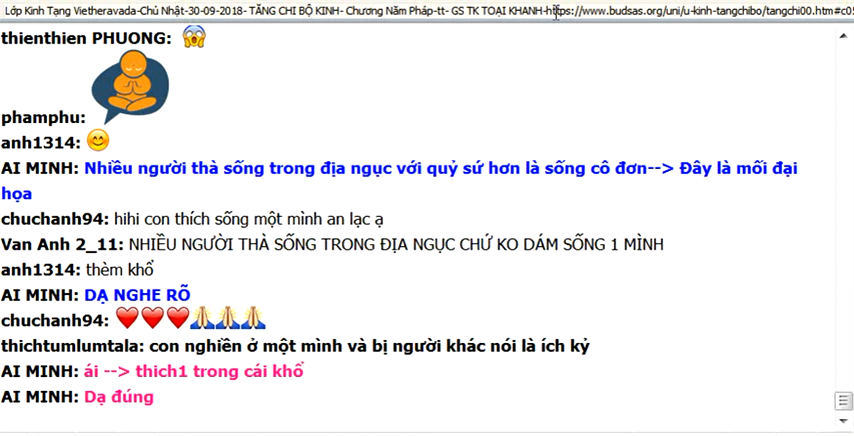 Lớp Kinh Tạng Vietheravada-Chủ Nhật-30-09-2018- TĂNG CHI BỘ KINH- Chương Năm Pháp-tt- GS TK TOẠI KHANH-https://www.budsas.org/uni/u-kinh-tangchibo/tangchi00.htm#c05
thienthien PHUONG:
phamphu:
anh1314:
AI MINH: Nhiều người thà sống trong địa ngục với quỷ sứ hơn là sống cô đơn--> Đây là mối đại
họa
chuchanh94: hihi con thích sống một mình an lạc ạ
Van Anh 2_11: NHIỀU NGƯỜI THÀ SỐNG TRONG ĐỊA NGỤC CHỨ KO DÁM SỐNG 1 MÌNH
anh1314: thèm khổ
AI MINH: DẠ NGHE RÕ
chuchanh94:
thichtumlumtala: con nghiền ở một mình và bị người khác nói là ích kỷ
AI MINH: ái --> thich1 trong cái khổ
AI MINH: Dạ đúng